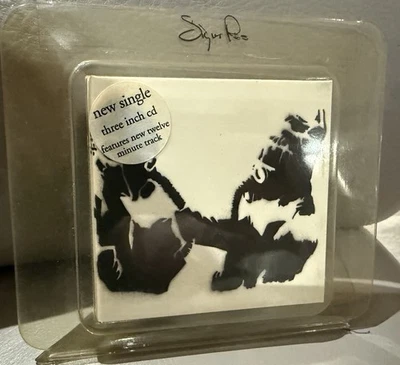 Sigur Rós
new single
three inch cd
features new twelve
minute track